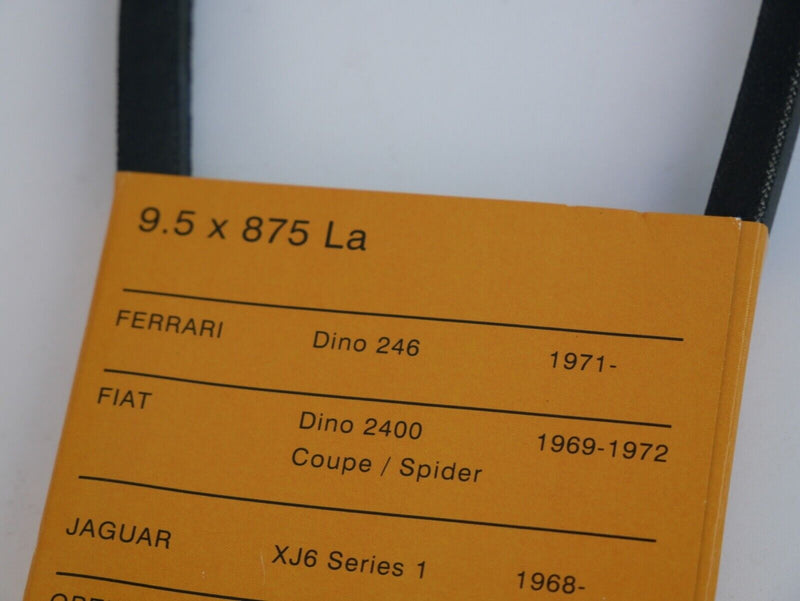 9.5 x 875 La
FERRARI Dino 246 1971-
FIAT Dino 2400 1969-1972
Coupe / Spider
JAGUAR XJ6 Series 1 1968-